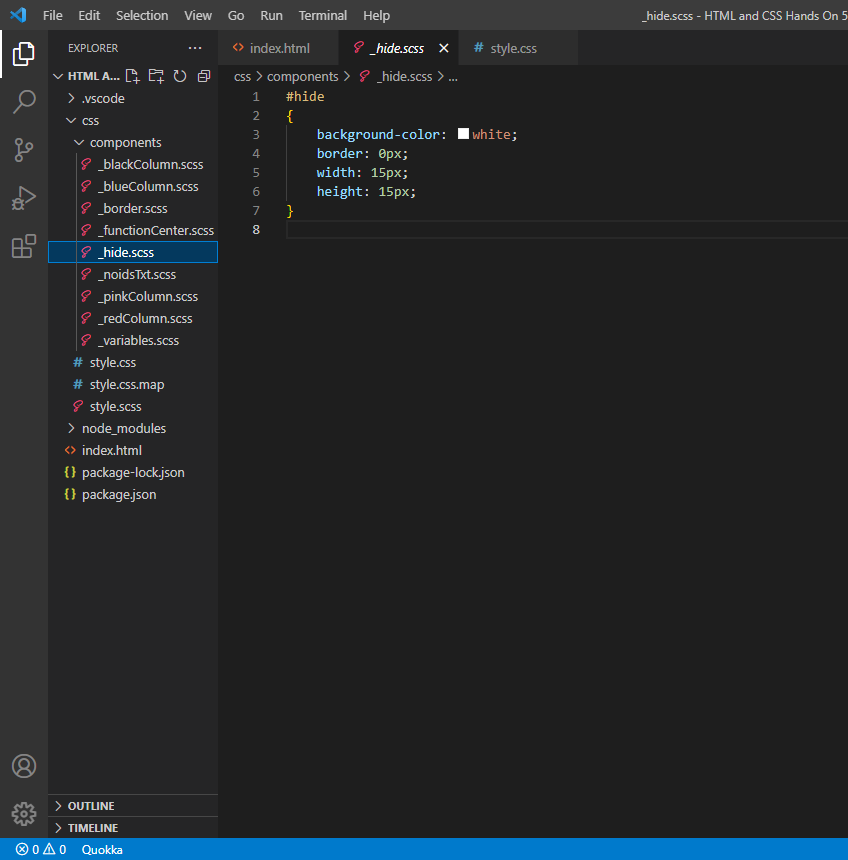 File Edit Selection View Go Run Terminal Help _hide.scss - HTML and CSS Hands On 5
EXPLORER ...
index.html _hide.scss style.css
HTML A...
css > components > _hide.scss > ...
.vscode
css
components
_blackColumn.scss
_blueColumn.scss
_border.scss
_functionCenter.scss
_hide.scss
_noidsTxt.scss
_pinkColumn.scss
_redColumn.scss
_variables.scss
# style.css
# style.css.map
style.scss
node_modules
index.html
{} package-lock.json
{} package.json
1 #hide
2 {
3 background-color: white;
4 border: 0px;
5 width: 15px;
6 height: 15px;
7 }
8
OUTLINE
TIMELINE
0 0 Quokka